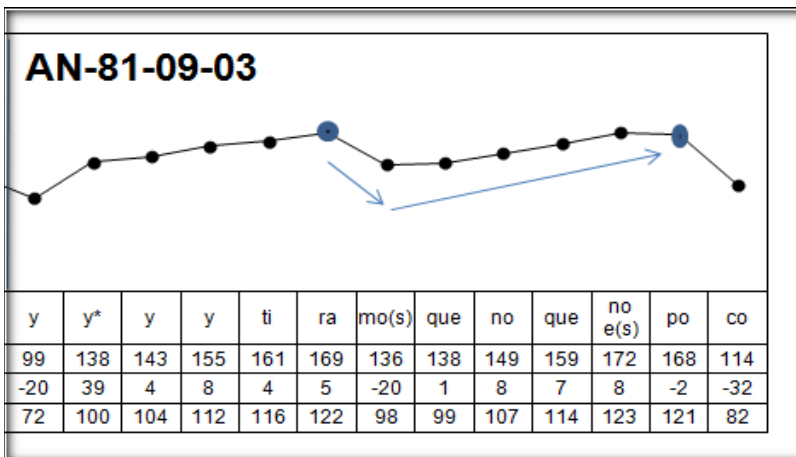 AN-81-09-03
y y* y y ti ra mo(s) que no que no e(s) po co
99 138 143 155 161 169 136 138 149 159 172 168 114
-20 39 4 8 4 5 -20 1 8 7 8 -2 -32
72 100 104 112 116 122 98 99 107 114 123 121 82